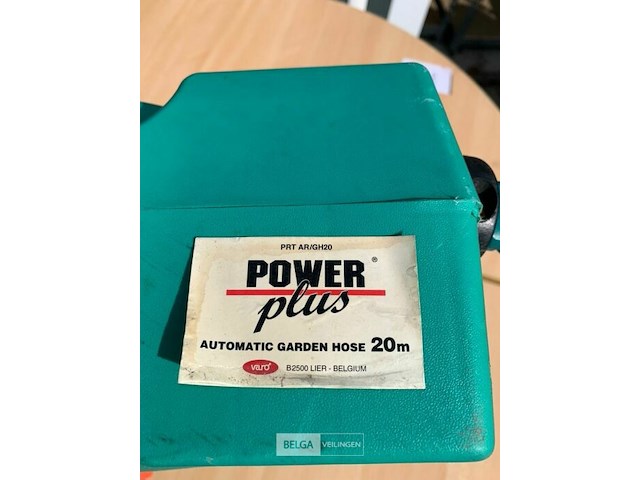 PRT AR/GH20
POWER ®
plus
AUTOMATIC GARDEN HOSE 20m
varo
B2500 LIER - BELGIUM
BELGA VEILINGEN